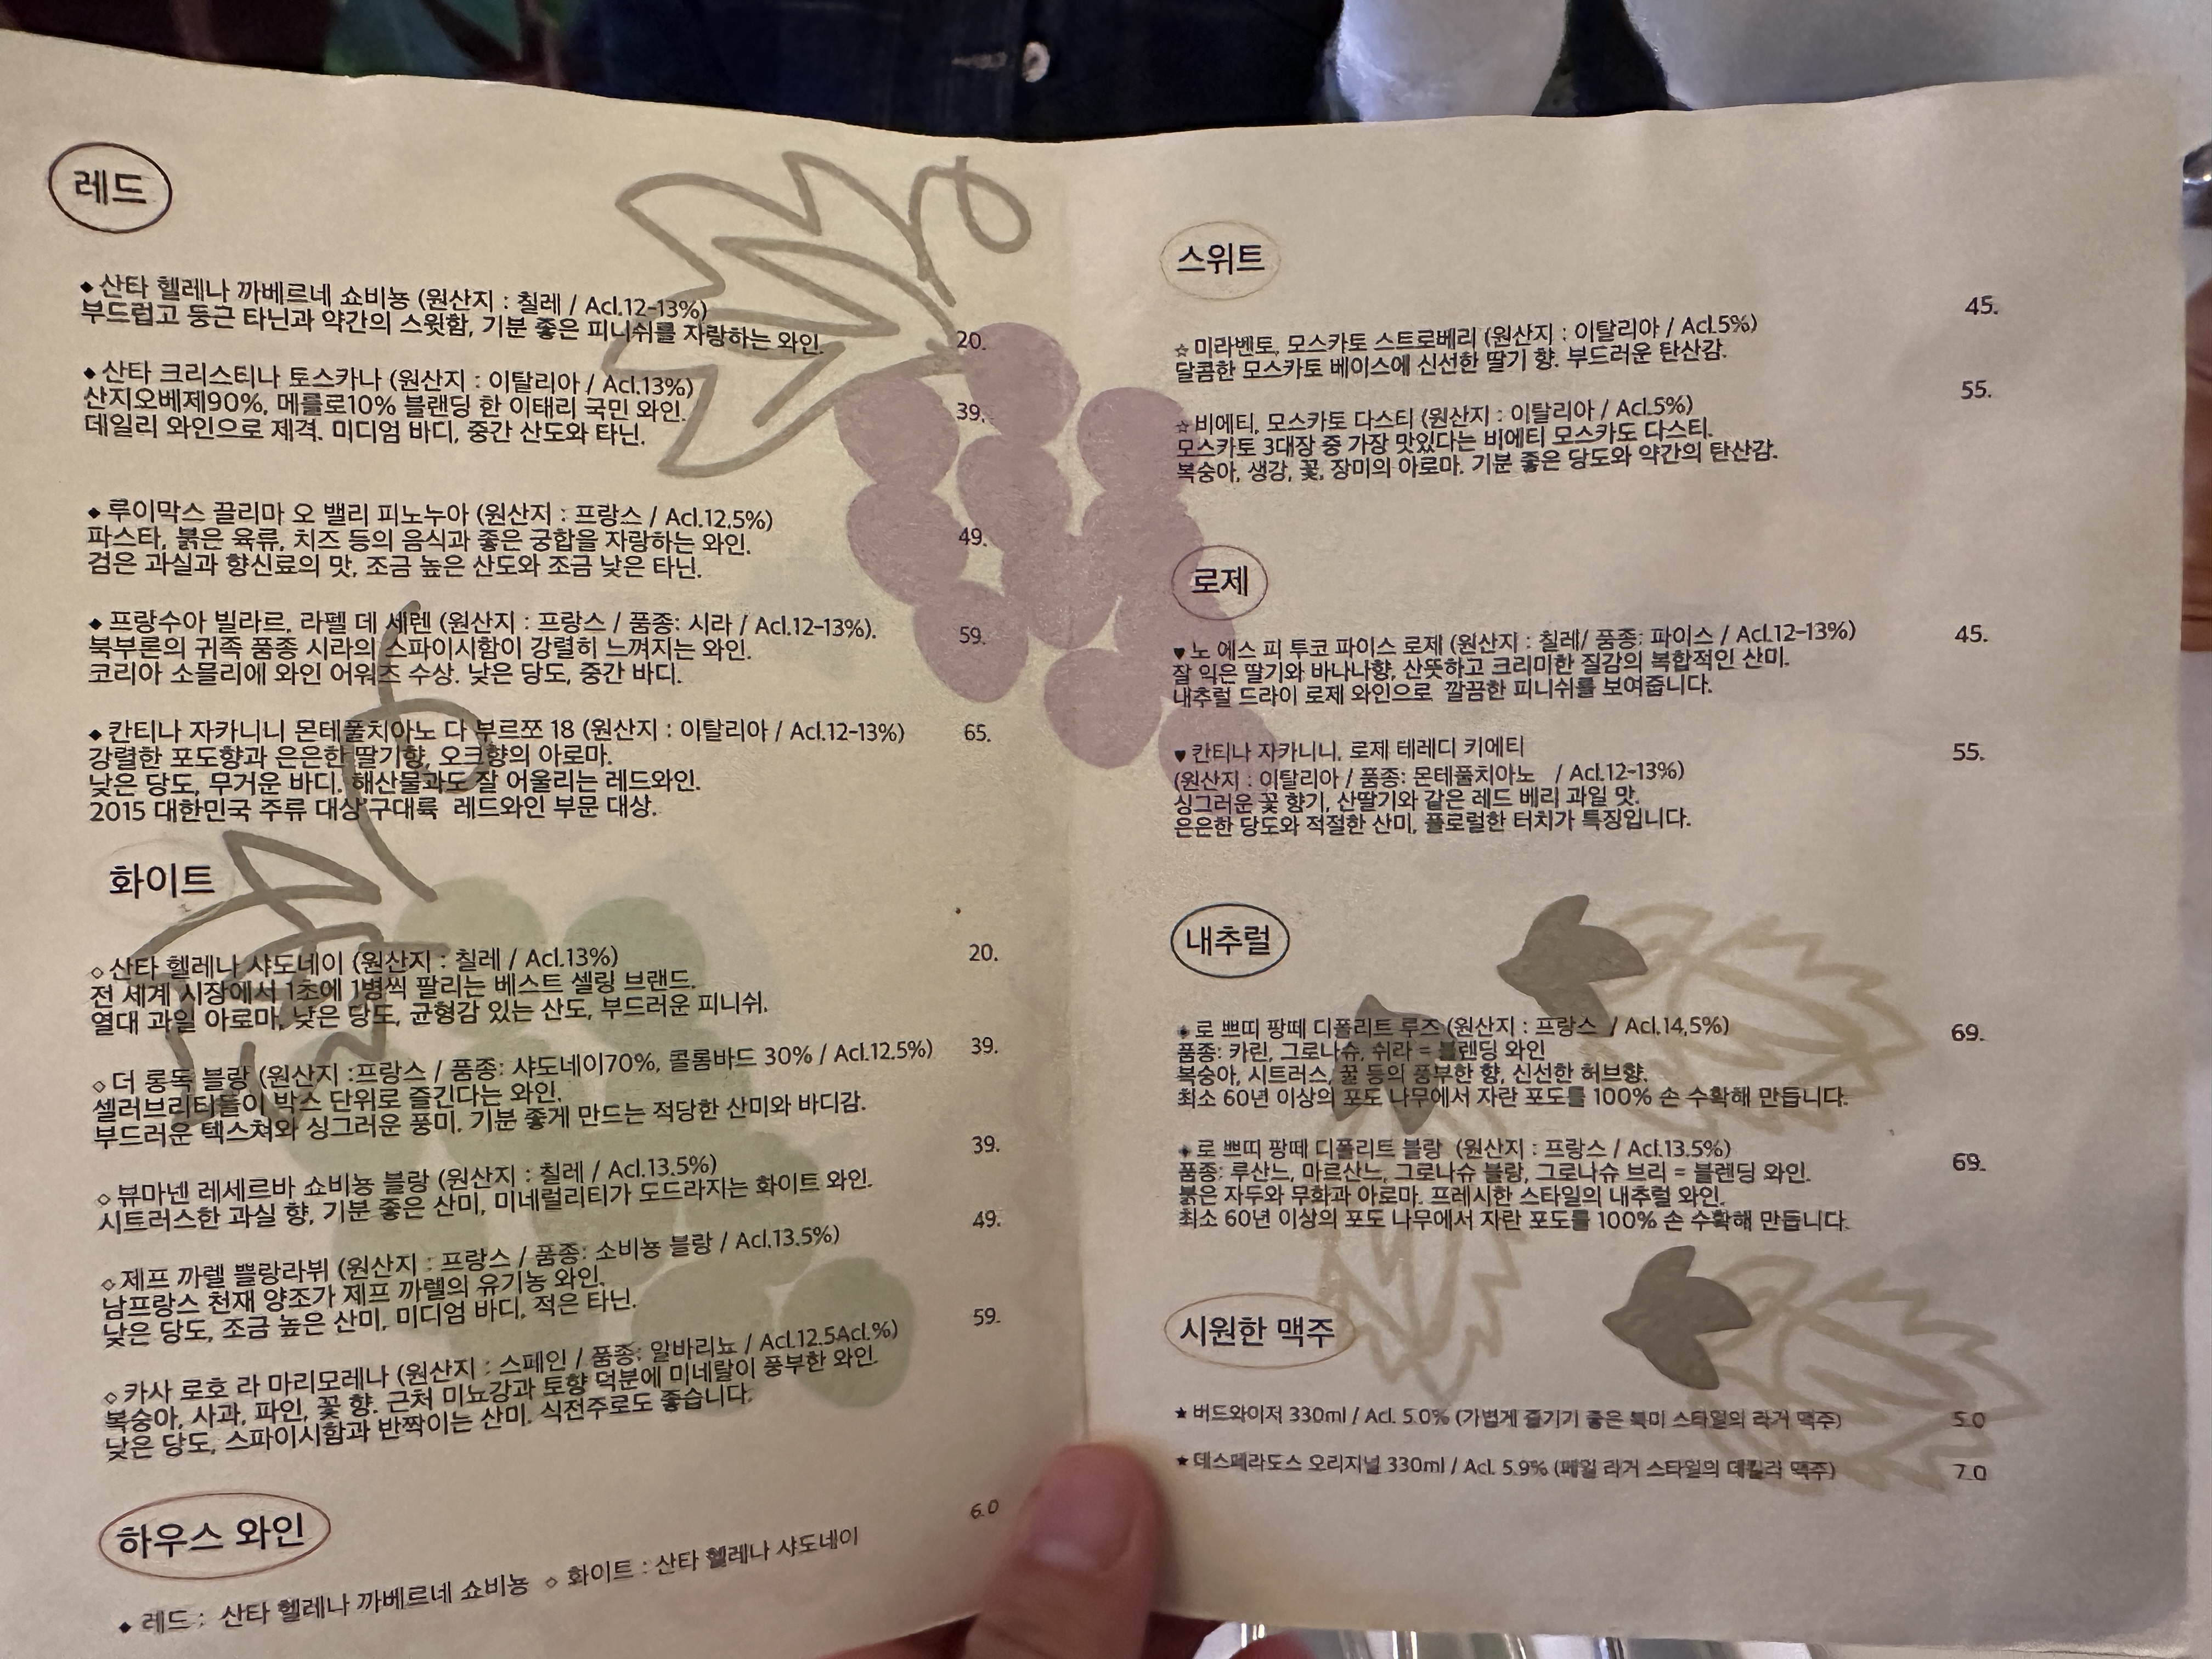 레드
◆ 산타 헬레나 까베르네 쇼비뇽 (원산지 : 칠레 / Acl.12-13%)
부드럽고 둥근 타닌과 약간의 스윗함, 기분 좋은 피니쉬를 자랑하는 와인.
20.
◆ 산타 크리스티나 토스카나 (원산지 : 이탈리아 / Acl.13%)
산지오베제90%, 메를로10% 블랜딩 한 이태리 국민 와인.
39.
데일리 와인으로 제격. 미디엄 바디, 중간 산도와 타닌.
◆ 루이막스 끌리마 오 밸리 피노누아 (원산지 : 프랑스 / Acl.12.5%)
파스타, 붉은 육류, 치즈 등의 음식과 좋은 궁합을 자랑하는 와인.
49.
검은 과실과 향신료의 맛, 조금 높은 산도와 조금 낮은 타닌.
◆ 프랑수아 빌라르, 라펠 데 세렌 (원산지 : 프랑스 / 품종: 시라 / Acl.12-13%).
59.
북부론의 귀족 품종 시라의 스파이시함이 강렬히 느껴지는 와인.
코리아 소믈리에 와인 어워즈 수상. 낮은 당도, 중간 바디.
◆ 칸티나 자카니니 몬테풀치아노 다 부르쪼 18 (원산지 : 이탈리아 / Acl.12-13%)
65.
강렬한 포도향과 은은한 딸기향, 오크향의 아로마.
낮은 당도, 무거운 바디. 해산물과도 잘 어울리는 레드와인.
2015 대한민국 주류 대상 구대륙 레드와인 부문 대상.
화이트
◇ 산타 헬레나 샤도네이 (원산지 : 칠레 / Acl.13%)
20.
전 세계 시장에서 1초에 1병씩 팔리는 베스트 셀링 브랜드.
열대 과일 아로마, 낮은 당도, 균형감 있는 산도, 부드러운 피니쉬.
◇ 더 롱독 블랑 (원산지 :프랑스 / 품종: 샤도네이70%, 콜롬바드 30% / Acl.12.5%)
39.
셀러브리티들이 박스 단위로 즐긴다는 와인.
부드러운 텍스쳐와 싱그러운 풍미. 기분 좋게 만드는 적당한 산미와 바디감.
◇ 뷰마넨 레세르바 쇼비뇽 블랑 (원산지 : 칠레 / Acl.13.5%)
39.
시트러스한 과실 향, 기분 좋은 산미, 미네럴리티가 도드라지는 화이트 와인.
◇ 제프 까렐 쁠랑라뷔 (원산지 : 프랑스 / 품종: 소비뇽 블랑 / Acl.13.5%)
49.
남프랑스 천재 양조가 제프 까렐의 유기농 와인.
낮은 당도, 조금 높은 산미, 미디엄 바디, 적은 타닌.
◇ 카사 로호 라 마리모레나 (원산지 : 스페인 / 품종: 알바리뇨 / Acl.12.5Acl.%)
59.
복숭아, 사과, 파인, 꽃 향. 근처 미뇨강과 토향 덕분에 미네랄이 풍부한 와인.
낮은 당도, 스파이시함과 반짝이는 산미. 식전주로도 좋습니다.
하우스 와인
6.0
◆ 레드 : 산타 헬레나 까베르네 쇼비뇽 ◇ 화이트 : 산타 헬레나 샤도네이
스위트
☆ 미라벤토, 모스카토 스트로베리 (원산지 : 이탈리아 / Acl.5%)
45.
달콤한 모스카토 베이스에 신선한 딸기 향. 부드러운 탄산감.
☆ 비에티, 모스카토 다스티 (원산지 : 이탈리아 / Acl.5%)
55.
모스카토 3대장 중 가장 맛있다는 비에티 모스카도 다스티.
복숭아, 생강, 꽃, 장미의 아로마. 기분 좋은 당도와 약간의 탄산감.
로제
♥ 노 에스 피 투코 파이스 로제 (원산지 : 칠레/ 품종: 파이스 / Acl.12-13%)
45.
잘 익은 딸기와 바나나향, 산뜻하고 크리미한 질감의 복합적인 산미.
내추럴 드라이 로제 와인으로 깔끔한 피니쉬를 보여줍니다.
♥ 칸티나 자카니니, 로제 테레디 키에티
55.
(원산지 : 이탈리아 / 품종: 몬테풀치아노 / Acl.12-13%)
싱그러운 꽃 향기, 산딸기와 같은 레드 베리 과일 맛.
은은한 당도와 적절한 산미, 플로럴한 터치가 특징입니다.
내추럴
◈ 로 쁘띠 팡떼 디폴리트 루즈 (원산지 : 프랑스 / Acl.14,5%)
69.
품종: 카린, 그로나슈, 쉬라 = 블렌딩 와인
복숭아, 시트러스, 꿀 등의 풍부한 향, 신선한 허브향.
최소 60년 이상의 포도 나무에서 자란 포도를 100% 손 수확해 만듭니다.
◈ 로 쁘띠 팡떼 디폴리트 블랑 (원산지 : 프랑스 / Acl.13.5%)
69.
품종: 루산느, 마르산느, 그로나슈 블랑, 그로나슈 브리 = 블렌딩 와인.
붉은 자두와 무화과 아로마. 프레시한 스타일의 내추럴 와인.
최소 60년 이상의 포도 나무에서 자란 포도를 100% 손 수확해 만듭니다.
시원한 맥주
★ 버드와이저 330ml / Acl. 5.0% (가볍게 즐기기 좋은 북미 스타일의 라거 맥주)
5.0
★ 데스페라도스 오리지널 330ml / Acl. 5.9% (페일 라거 스타일의 데킬라 맥주)
7.0